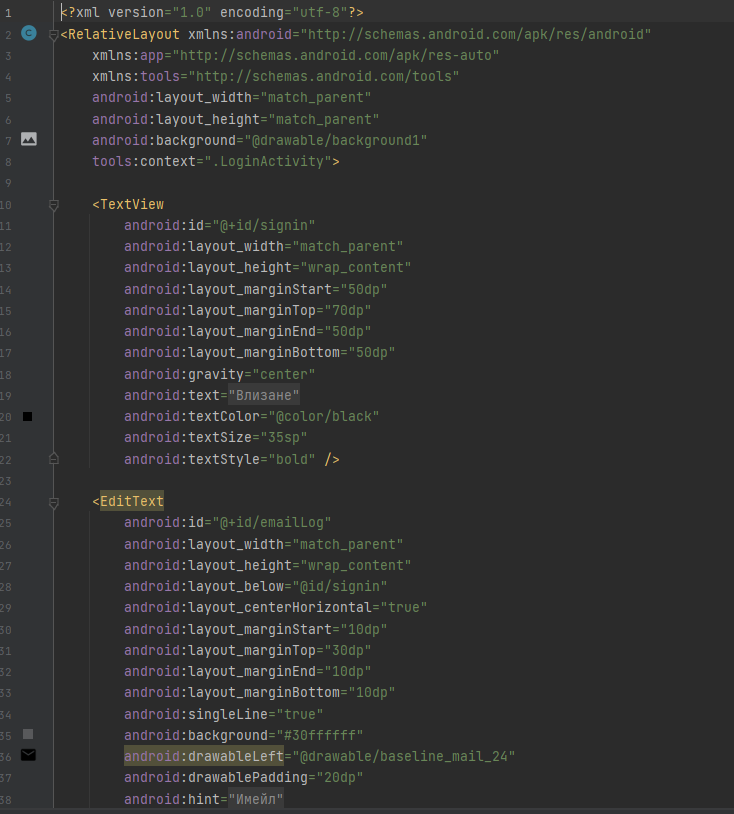 1 <?xml version="1.0" encoding="utf-8"?>
2 C <RelativeLayout xmlns:android="http://schemas.android.com/apk/res/android"
3 xmlns:app="http://schemas.android.com/apk/res-auto"
4 xmlns:tools="http://schemas.android.com/tools"
5 android:layout_width="match_parent"
6 android:layout_height="match_parent"
7 android:background="@drawable/background1"
8 tools:context=".LoginActivity">
9
10 <TextView
11 android:id="@+id/signin"
12 android:layout_width="match_parent"
13 android:layout_height="wrap_content"
14 android:layout_marginStart="50dp"
15 android:layout_marginTop="70dp"
16 android:layout_marginEnd="50dp"
17 android:layout_marginBottom="50dp"
18 android:gravity="center"
19 android:text="Влизане"
20 android:textColor="@color/black"
21 android:textSize="35sp"
22 android:textStyle="bold" />
23
24 <EditText
25 android:id="@+id/emailLog"
26 android:layout_width="match_parent"
27 android:layout_height="wrap_content"
28 android:layout_below="@id/signin"
29 android:layout_centerHorizontal="true"
30 android:layout_marginStart="10dp"
31 android:layout_marginTop="30dp"
32 android:layout_marginEnd="10dp"
33 android:layout_marginBottom="10dp"
34 android:singleLine="true"
35 android:background="#30ffffff"
36 android:drawableLeft="@drawable/baseline_mail_24"
37 android:drawablePadding="20dp"
38 android:hint="Имейл"